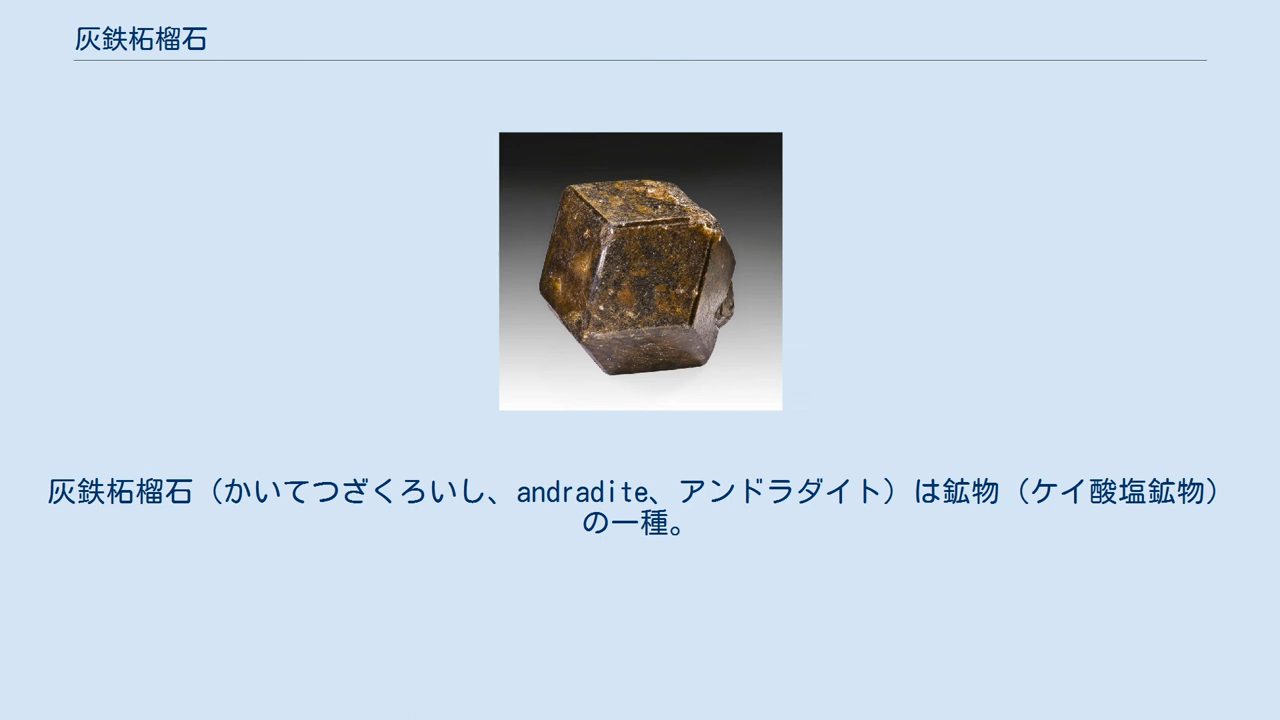 灰鉄柘榴石
灰鉄柘榴石（かいてつざくろいし、andradite、アンドラダイト）は鉱物（ケイ酸塩鉱物）
の一種。